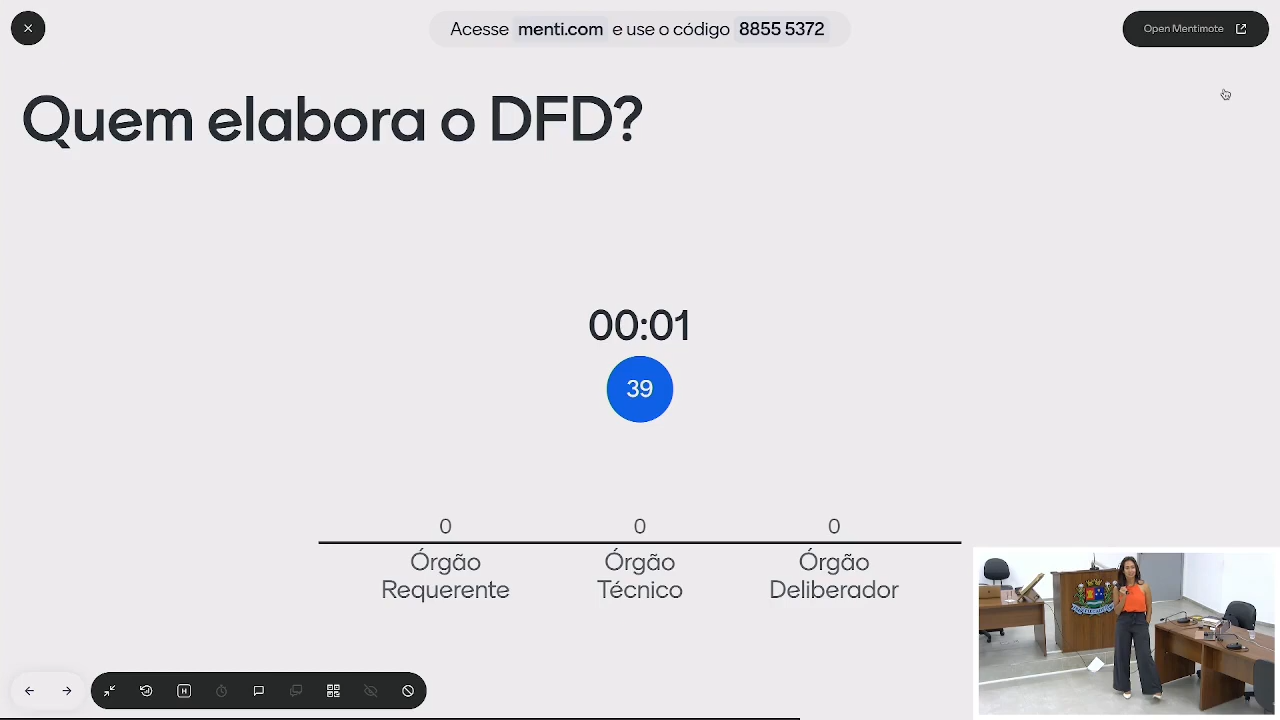 Acesse menti.com e use o código 8855 5372
Open Mentimote
Quem elabora o DFD?
00:01
39
0 0 0
Órgão Requerente
Órgão Técnico
Órgão Deliberador
H